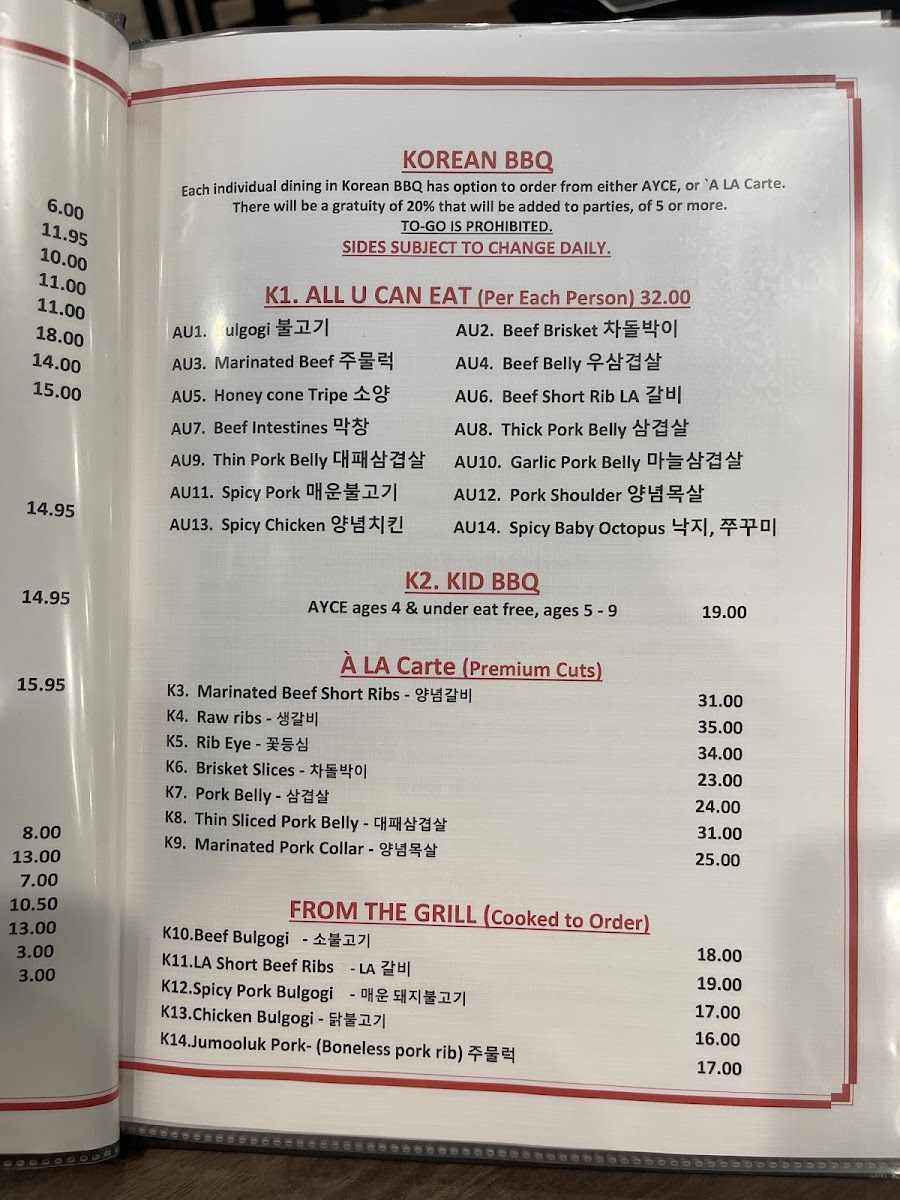 6.00
11.95
10.00
11.00
11.00
18.00
14.00
15.00
14.95
14.95
15.95
8.00
13.00
7.00
10.50
13.00
3.00
3.00
KOREAN BBQ
Each individual dining in Korean BBQ has option to order from either AYCE, or `A LA Carte.
There will be a gratuity of 20% that will be added to parties, of 5 or more.
TO-GO IS PROHIBITED.
SIDES SUBJECT TO CHANGE DAILY.
K1. ALL U CAN EAT (Per Each Person) 32.00
AU1. Bulgogi 불고기 AU2. Beef Brisket 차돌박이
AU3. Marinated Beef 주물럭 AU4. Beef Belly 우삼겹살
AU5. Honey cone Tripe 소양 AU6. Beef Short Rib LA 갈비
AU7. Beef Intestines 막창 AU8. Thick Pork Belly 삼겹살
AU9. Thin Pork Belly 대패삼겹살 AU10. Garlic Pork Belly 마늘삼겹살
AU11. Spicy Pork 매운불고기 AU12. Pork Shoulder 양념목살
AU13. Spicy Chicken 양념치킨 AU14. Spicy Baby Octopus 낙지, 쭈꾸미
K2. KID BBQ
AYCE ages 4 & under eat free, ages 5 - 9 19.00
À LA Carte (Premium Cuts)
K3. Marinated Beef Short Ribs - 양념갈비 31.00
K4. Raw ribs - 생갈비 35.00
K5. Rib Eye - 꽃등심 34.00
K6. Brisket Slices - 차돌박이 23.00
K7. Pork Belly - 삼겹살 24.00
K8. Thin Sliced Pork Belly - 대패삼겹살 31.00
K9. Marinated Pork Collar - 양념목살 25.00
FROM THE GRILL (Cooked to Order)
K10.Beef Bulgogi - 소불고기 18.00
K11.LA Short Beef Ribs - LA 갈비 19.00
K12.Spicy Pork Bulgogi - 매운 돼지불고기 17.00
K13.Chicken Bulgogi - 닭불고기 16.00
K14.Jumooluk Pork- (Boneless pork rib) 주물럭 17.00